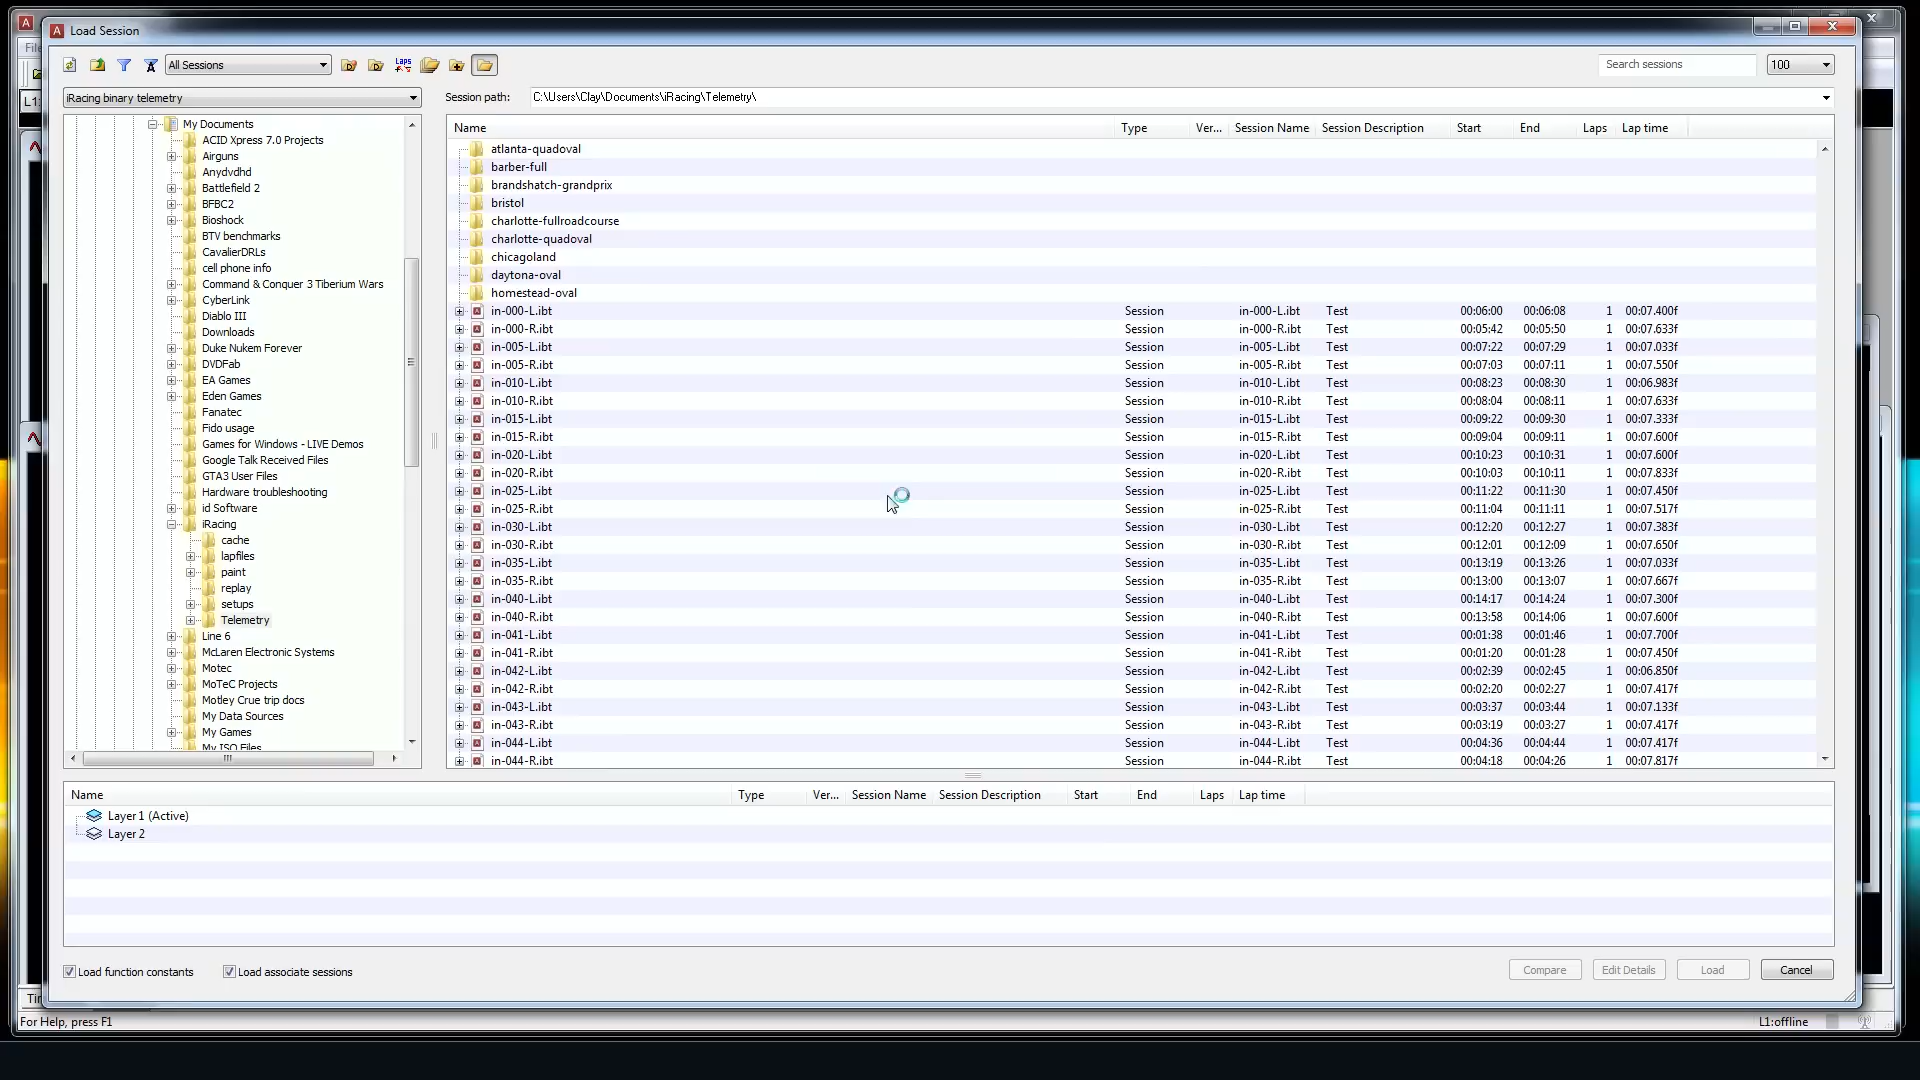 Load Session
File
All Sessions
Laps
Search sessions
100
L1:
iRacing binary telemetry
Session path:
C:\Users\Clay\Documents\iRacing\Telemetry\
My Documents
ACID Xpress 7.0 Projects
Airguns
Anydvdhd
Battlefield 2
BFBC2
Bioshock
BTV benchmarks
CavalierDRLs
cell phone info
Command & Conquer 3 Tiberium Wars
CyberLink
Diablo III
Downloads
Duke Nukem Forever
DVDFab
EA Games
Eden Games
Fanatec
Fido usage
Games for Windows - LIVE Demos
Google Talk Received Files
GTA3 User Files
Hardware troubleshooting
id Software
iRacing
cache
lapfiles
paint
replay
setups
Telemetry
Line 6
McLaren Electronic Systems
Motec
MoTeC Projects
Motley Crue trip docs
My Data Sources
My Games
My ISO Files
Name Type Ver... Session Name Session Description Start End Laps Lap time
atlanta-quadoval
barber-full
brandshatch-grandprix
bristol
charlotte-fullroadcourse
charlotte-quadoval
chicagoland
daytona-oval
homestead-oval
in-000-L.ibt Session in-000-L.ibt Test 00:06:00 00:06:08 1 00:07.400f
in-000-R.ibt Session in-000-R.ibt Test 00:05:42 00:05:50 1 00:07.633f
in-005-L.ibt Session in-005-L.ibt Test 00:07:22 00:07:29 1 00:07.033f
in-005-R.ibt Session in-005-R.ibt Test 00:07:03 00:07:11 1 00:07.550f
in-010-L.ibt Session in-010-L.ibt Test 00:08:23 00:08:30 1 00:06.983f
in-010-R.ibt Session in-010-R.ibt Test 00:08:04 00:08:11 1 00:07.633f
in-015-L.ibt Session in-015-L.ibt Test 00:09:22 00:09:30 1 00:07.333f
in-015-R.ibt Session in-015-R.ibt Test 00:09:04 00:09:11 1 00:07.600f
in-020-L.ibt Session in-020-L.ibt Test 00:10:23 00:10:31 1 00:07.600f
in-020-R.ibt Session in-020-R.ibt Test 00:10:03 00:10:11 1 00:07.833f
in-025-L.ibt Session in-025-L.ibt Test 00:11:22 00:11:30 1 00:07.450f
in-025-R.ibt Session in-025-R.ibt Test 00:11:04 00:11:11 1 00:07.517f
in-030-L.ibt Session in-030-L.ibt Test 00:12:20 00:12:27 1 00:07.383f
in-030-R.ibt Session in-030-R.ibt Test 00:12:01 00:12:09 1 00:07.650f
in-035-L.ibt Session in-035-L.ibt Test 00:13:19 00:13:26 1 00:07.033f
in-035-R.ibt Session in-035-R.ibt Test 00:13:00 00:13:07 1 00:07.667f
in-040-L.ibt Session in-040-L.ibt Test 00:14:17 00:14:24 1 00:07.300f
in-040-R.ibt Session in-040-R.ibt Test 00:13:58 00:14:06 1 00:07.600f
in-041-L.ibt Session in-041-L.ibt Test 00:01:38 00:01:46 1 00:07.700f
in-041-R.ibt Session in-041-R.ibt Test 00:01:20 00:01:28 1 00:07.450f
in-042-L.ibt Session in-042-L.ibt Test 00:02:39 00:02:45 1 00:06.850f
in-042-R.ibt Session in-042-R.ibt Test 00:02:20 00:02:27 1 00:07.417f
in-043-L.ibt Session in-043-L.ibt Test 00:03:37 00:03:44 1 00:07.133f
in-043-R.ibt Session in-043-R.ibt Test 00:03:19 00:03:27 1 00:07.417f
in-044-L.ibt Session in-044-L.ibt Test 00:04:36 00:04:44 1 00:07.417f
in-044-R.ibt Session in-044-R.ibt Test 00:04:18 00:04:26 1 00:07.817f
Name Type Ver... Session Name Session Description Start End Laps Lap time
Layer 1 (Active)
Layer 2
Load function constants
Load associate sessions
Compare
Edit Details
Load
Cancel
For Help, press F1
L1:offline